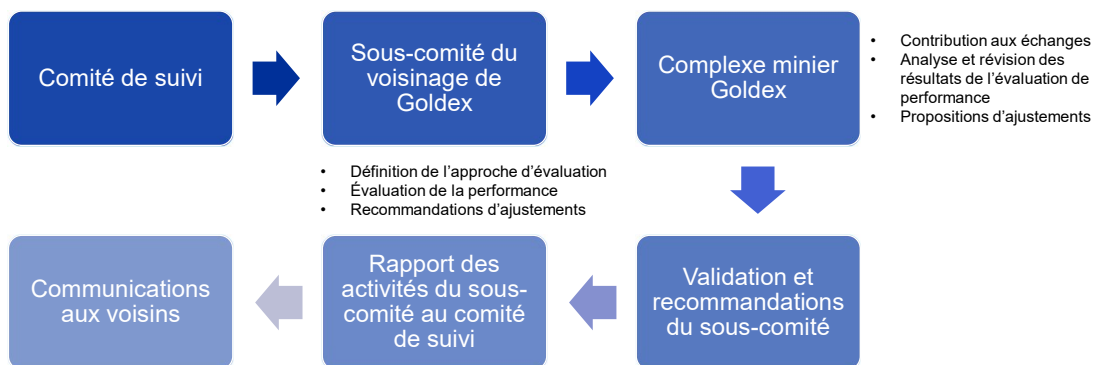 Comité de suivi
Sous-comité du
voisinage de
Goldex
Complexe minier
Goldex
• Contribution aux échanges
• Analyse et révision des
résultats de l'évaluation de
performance
• Propositions d'ajustements
• Définition de l'approche d'évaluation
• Évaluation de la performance
• Recommandations d'ajustements
Validation et
recommandations
du sous-comité
Rapport des
activités du sous-
comité au comité
de suivi
Communications
aux voisins